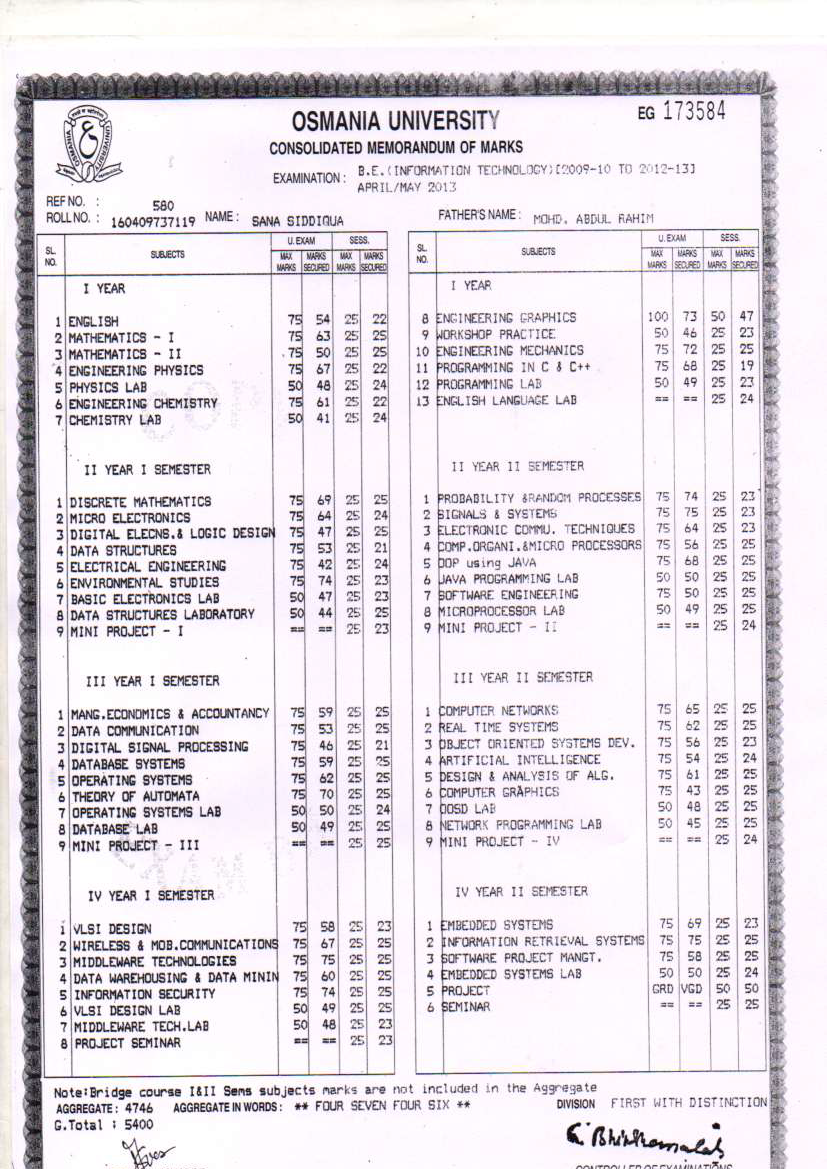 EG 173584
OSMANIA UNIVERSITY
CONSOLIDATED MEMORANDUM OF MARKS
EXAMINATION : B.E.(INFORMATION TECHNOLOGY)[2009-10 TO 2012-13]
APRIL/MAY 2013
REF NO. : 580
ROLL NO. : 160409737119 NAME : SANA SIDDIQUA FATHER'S NAME : MOHD. ABDUL RAHIM
SL. NO. SUBJECTS U. EXAM SESS.
MAX MARKS MARKS SECURED MAX MARKS MARKS SECURED
I YEAR
1 ENGLISH 75 54 25 22
2 MATHEMATICS - I 75 63 25 25
3 MATHEMATICS - II 75 50 25 25
4 ENGINEERING PHYSICS 75 67 25 22
5 PHYSICS LAB 50 48 25 24
6 ENGINEERING CHEMISTRY 75 61 25 22
7 CHEMISTRY LAB 50 41 25 24
II YEAR I SEMESTER
1 DISCRETE MATHEMATICS 75 69 25 25
2 MICRO ELECTRONICS 75 64 25 24
3 DIGITAL ELECNS.& LOGIC DESIGN 75 47 25 25
4 DATA STRUCTURES 75 53 25 21
5 ELECTRICAL ENGINEERING 75 42 25 24
6 ENVIRONMENTAL STUDIES 75 74 25 23
7 BASIC ELECTRONICS LAB 50 47 25 23
8 DATA STRUCTURES LABORATORY 50 44 25 25
9 MINI PROJECT - I == == 25 23
III YEAR I SEMESTER
1 MANG.ECONOMICS & ACCOUNTANCY 75 59 25 25
2 DATA COMMUNICATION 75 53 25 25
3 DIGITAL SIGNAL PROCESSING 75 46 25 21
4 DATABASE SYSTEMS 75 59 25 25
5 OPERATING SYSTEMS 75 62 25 25
6 THEORY OF AUTOMATA 75 70 25 25
7 OPERATING SYSTEMS LAB 50 50 25 24
8 DATABASE LAB 50 49 25 25
9 MINI PROJECT - III == == 25 25
IV YEAR I SEMESTER
1 VLSI DESIGN 75 58 25 23
2 WIRELESS & MOB.COMMUNICATIONS 75 67 25 25
3 MIDDLEWARE TECHNOLOGIES 75 75 25 25
4 DATA WAREHOUSING & DATA MININ 75 60 25 25
5 INFORMATION SECURITY 75 74 25 25
6 VLSI DESIGN LAB 50 49 25 25
7 MIDDLEWARE TECH.LAB 50 48 25 23
8 PROJECT SEMINAR == == 25 23
SL. NO. SUBJECTS U. EXAM SESS.
MAX MARKS MARKS SECURED MAX MARKS MARKS SECURED
I YEAR
8 ENGINEERING GRAPHICS 100 73 50 47
9 WORKSHOP PRACTICE 50 46 25 23
10 ENGINEERING MECHANICS 75 72 25 25
11 PROGRAMMING IN C & C++ 75 68 25 19
12 PROGRAMMING LAB 50 49 25 23
13 ENGLISH LANGUAGE LAB == == 25 24
II YEAR II SEMESTER
1 PROBABILITY &RANDOM PROCESSES 75 74 25 23
2 SIGNALS & SYSTEMS 75 75 25 23
3 ELECTRONIC COMMU. TECHNIQUES 75 64 25 23
4 COMP.ORGANI.&MICRO PROCESSORS 75 56 25 25
5 OOP using JAVA 75 68 25 25
6 JAVA PROGRAMMING LAB 50 50 25 25
7 SOFTWARE ENGINEERING 75 50 25 25
8 MICROPROCESSOR LAB 50 49 25 25
9 MINI PROJECT - II == == 25 24
III YEAR II SEMESTER
1 COMPUTER NETWORKS 75 65 25 25
2 REAL TIME SYSTEMS 75 62 25 25
3 OBJECT ORIENTED SYSTEMS DEV. 75 56 25 23
4 ARTIFICIAL INTELLIGENCE 75 54 25 24
5 DESIGN & ANALYSIS OF ALG. 75 61 25 25
6 COMPUTER GRAPHICS 75 43 25 25
7 OOSD LAB 50 48 25 25
8 NETWORK PROGRAMMING LAB 50 45 25 25
9 MINI PROJECT - IV == == 25 24
IV YEAR II SEMESTER
1 EMBEDDED SYSTEMS 75 69 25 23
2 INFORMATION RETRIEVAL SYSTEMS 75 75 25 25
3 SOFTWARE PROJECT MANGT. 75 58 25 25
4 EMBEDDED SYSTEMS LAB 50 50 25 24
5 PROJECT GRD VGD 50 50
6 SEMINAR == == 25 25
Note:Bridge course I&II Sems subjects marks are not included in the Aggregate
AGGREGATE : 4746 AGGREGATE IN WORDS : ** FOUR SEVEN FOUR SIX ** DIVISION FIRST WITH DISTINCTION
G.Total : 5400
CONTROLLER OF EXAMINATIONS